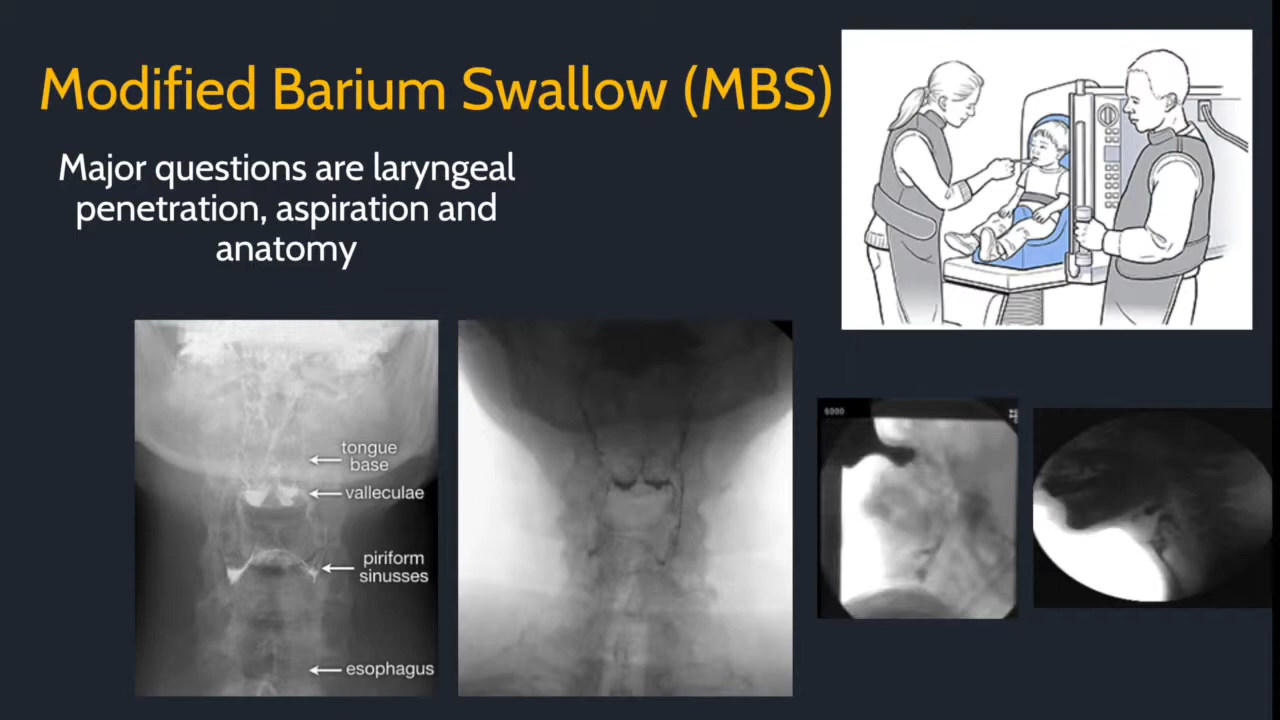 Modified Barium Swallow (MBS)
Major questions are laryngeal
penetration, aspiration and
anatomy
tongue
base
valleculae
piriform
sinusses
esophagus